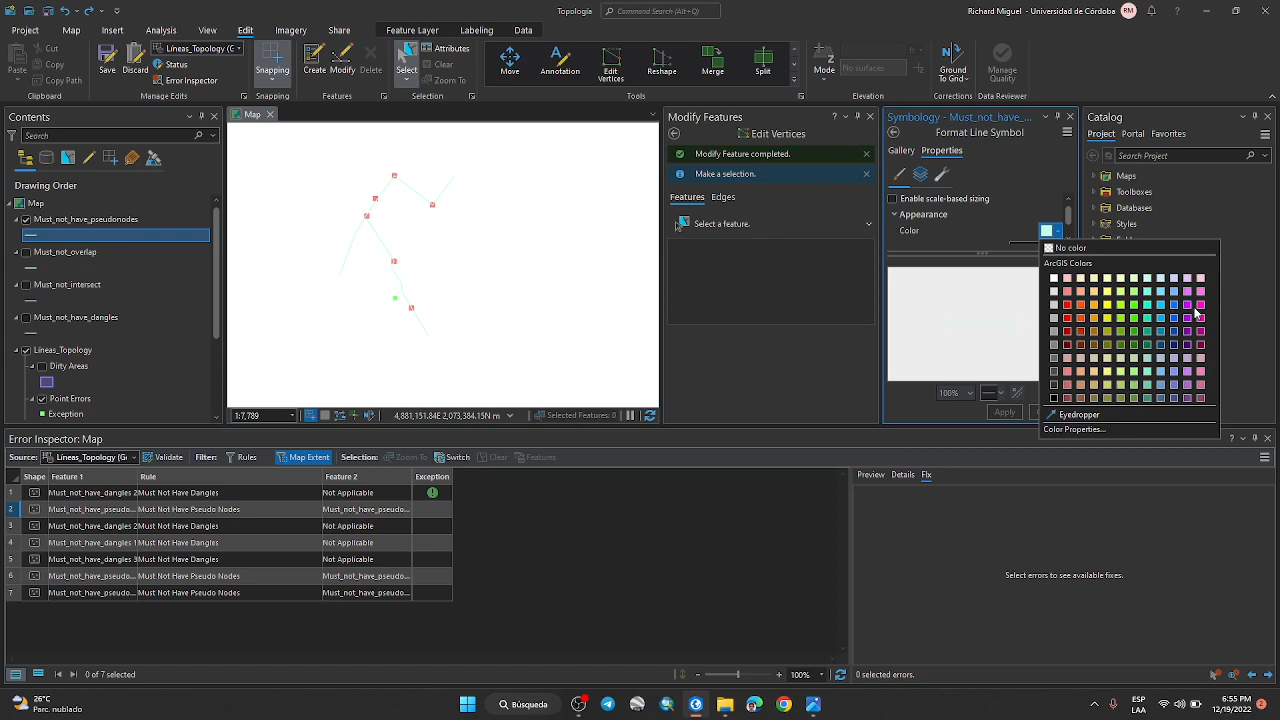 Topologis
Command Search (Alt+Q)
Rened Maigel
RM
?
Project Map Insert Analysis View Edit Imagery Share Feature Layer Labeling Data
Paste
Cut
Copy
Copy Path
Clipboard
Save Discard
Lines_Topology (G
Status
Error Inspector
Manage Edits
Snapping
Snapping
Create Modify Delete
Features
Select
Attributes
Clear
Zoom To
Selection
Move Annotation Edit Vertices Reshape Merge Split
Tools
Mode
No surfaces
Elevation
Ground To Grid
Corrections
Manage Quality
Data Reviewer
Contents
Search
Drawing Order
Map
Must_not_have_pseudonodes
Must_not_overlap
Must_not_intersect
Must_not_have_dangles
Lineas_Topology
Dirty Areas
Point Errors
Exception
Map
1:7,789
4,881,151.84E 2,073,384.15N m
Selected Features: 0
Modify Features
Edit Vertices
Modify Feature completed.
Make a selection.
Features Edges
Select a feature.
Symbology - Must_not_have_...
Format Line Symbol
Gallery Properties
Enable scale-based sizing
Appearance
Color
100%
Apply
No color
ArcGIS Colors
Eyedropper
Color Properties...
Catalog
Project Portal Favorites
Search Project
Maps
Toolboxes
Databases
Styles
Error Inspector: Map
Source: Lineas_Topology (G Validate Filter: Rules Map Extent Selection: Zoom To Switch Clear Features
Shape Feature 1 Rule Feature 2 Exception
1 Must_not_have_dangles 2 Must Not Have Dangles Not Applicable
2 Must_not_have_pseudo... Must Not Have Pseudo Nodes Must_not_have_pseudo...
3 Must_not_have_dangles 2 Must Not Have Dangles Not Applicable
4 Must_not_have_dangles 1 Must Not Have Dangles Not Applicable
5 Must_not_have_dangles 3 Must Not Have Dangles Not Applicable
6 Must_not_have_pseudo... Must Not Have Pseudo Nodes Must_not_have_pseudo...
7 Must_not_have_pseudo... Must Not Have Pseudo Nodes Must_not_have_pseudo...
Preview Details Fix
Select errors to see available fixes.
0 of 7 selected
100%
0 selected errors.
26°C
Parc. nublado
Búsqueda
ESP
LAA
6:55 PM
12/19/2022
2